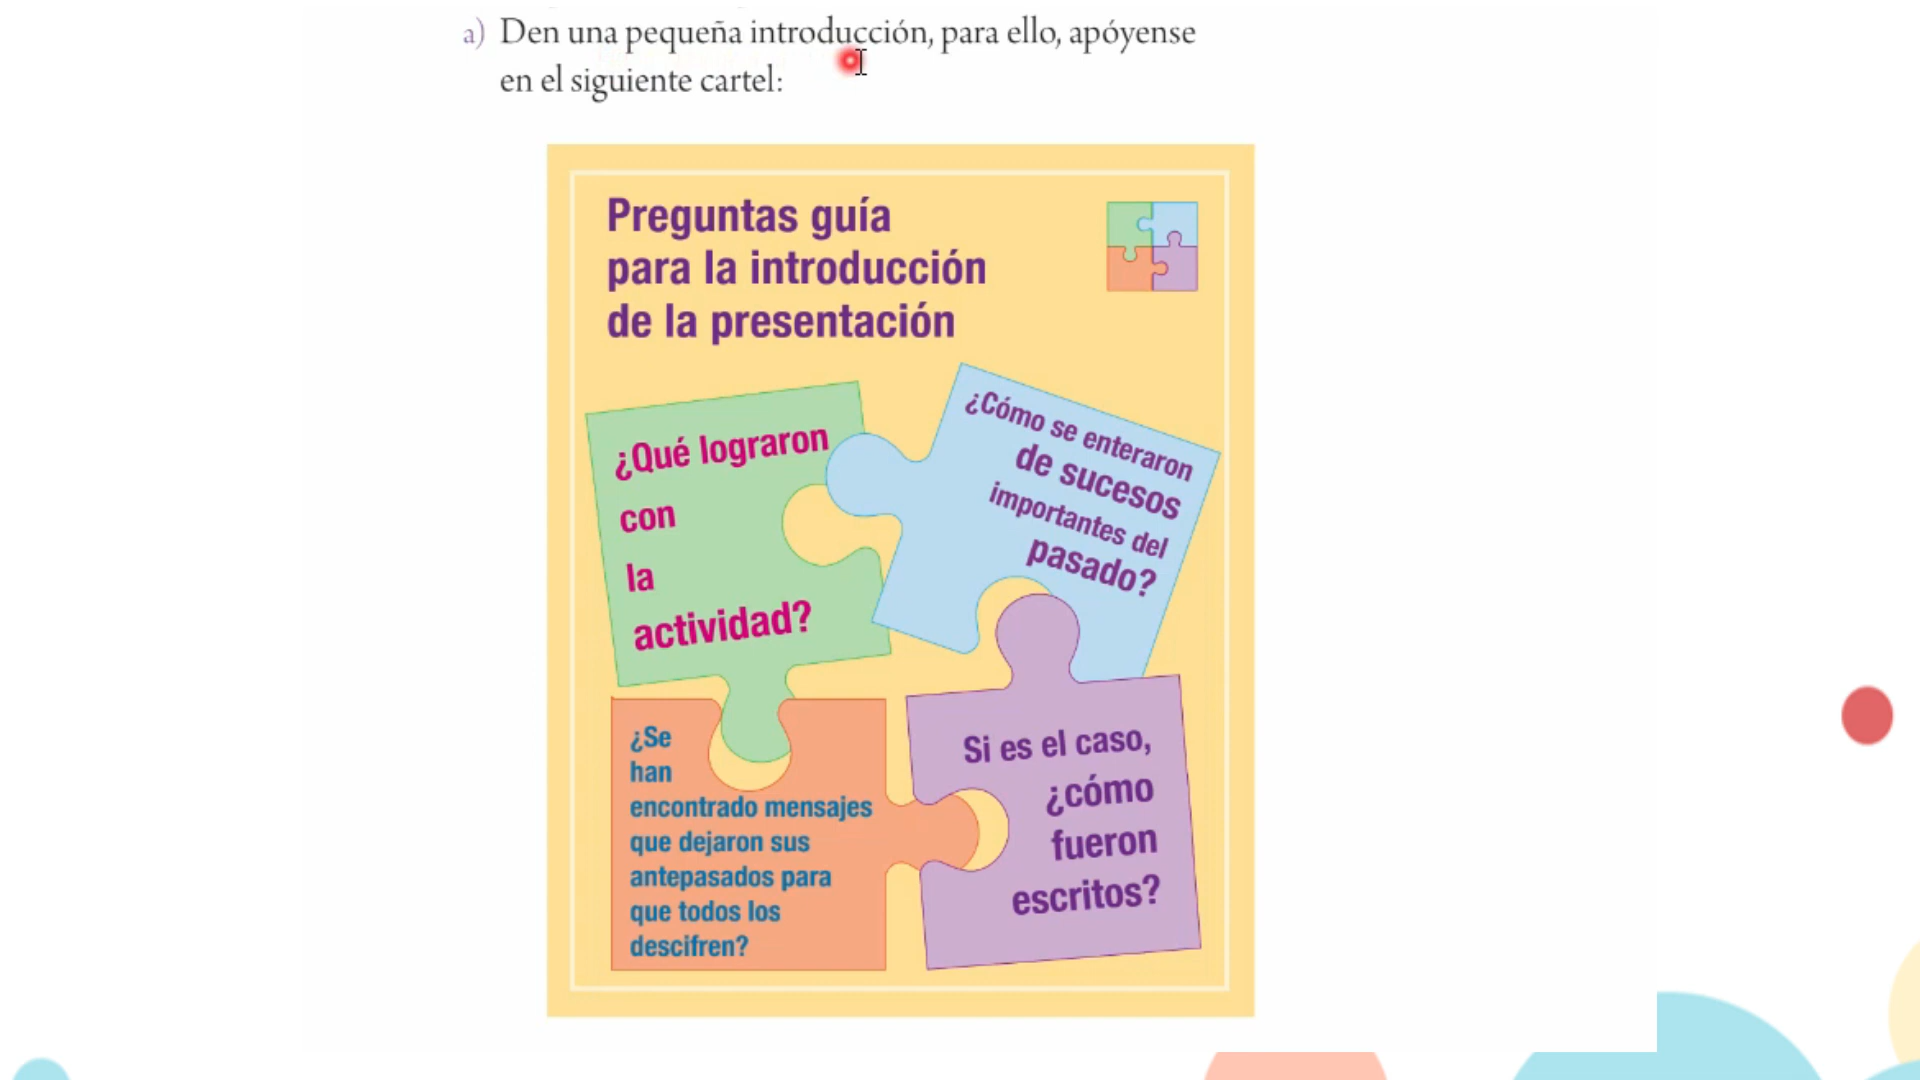 a) Den una pequeña introducción, para ello, apóyense
en el siguiente cartel:
Preguntas guía
para la introducción
de la presentación
¿Qué lograron
con
la
actividad?
¿Cómo se enteraron
de sucesos
importantes del
pasado?
¿Se
han
encontrado mensajes
que dejaron sus
antepasados para
que todos los
descifren?
Si es el caso,
¿cómo
fueron
escritos?